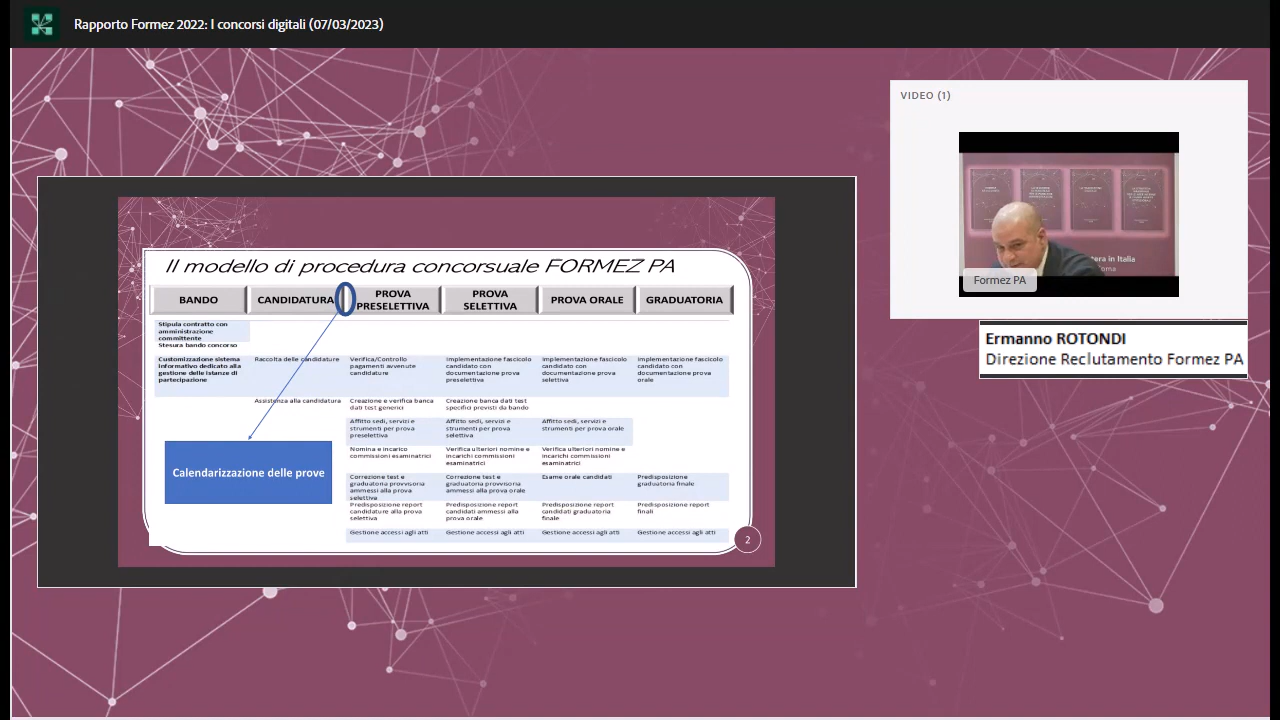 Rapporto Formez 2022: I concorsi digitali (07/03/2023)
VIDEO (1)
Formez PA
Ermanno ROTONDI
Direzione Reclutamento Formez PA
Il modello di procedura concorsuale FORMEZ PA
BANDO
CANDIDATURA
PROVA
PRESELETTIVA
PROVA
SELETTIVA
PROVA ORALE
GRADUATORIA
Stipula contratto con
amministrazione
committente
Stesura bando concorso
Customizzazione sistema
informativo dedicato alla
gestione delle istanze di
partecipazione
Raccolta delle candidature
Verifica/Controllo
pagamenti avvenute
candidature
Implementazione fascicolo
candidato con
documentazione prova
preselettiva
Implementazione fascicolo
candidato con
documentazione prova
selettiva
Implementazione fascicolo
candidato con
documentazione prova
orale
Assistenza alla candidatura
Creazione e verifica banca
dati test generici
Creazione banca dati test
specifici previsti da bando
Affitto sedi, servizi e
strumenti per prova
preselettiva
Affitto sedi, servizi e
strumenti per prova
selettiva
Affitto sedi, servizi e
strumenti per prova orale
Nomina e incarico
commissioni esaminatrici
Verifica ulteriori nomine e
incarichi commissioni
esaminatrici
Verifica ulteriori nomine e
incarichi commissioni
esaminatrici
Calendarizzazione delle prove
Correzione test e
graduatoria provvisoria
ammessi alla prova
selettiva
Correzione test e
graduatoria provvisoria
ammessi alla prova orale
Esame orale candidati
Predisposizione
graduatoria finale
Predisposizione report
candidature alla prova
selettiva
Predisposizione report
candidati ammessi alla
prova orale
Predisposizione report
candidati graduatoria
finale
Predisposizione report
finali
Gestione accessi agli atti
Gestione accessi agli atti
Gestione accessi agli atti
Gestione accessi agli atti
2